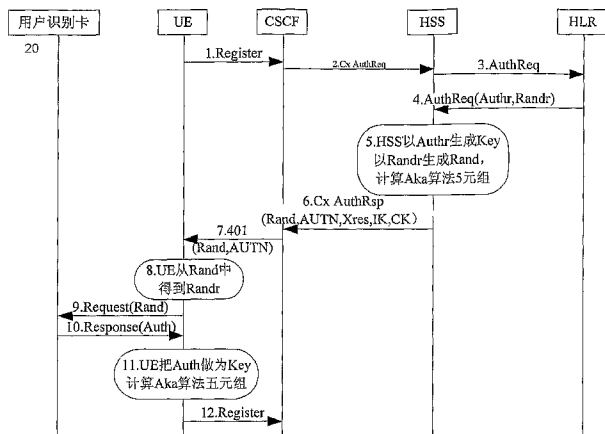 用户识别卡
UE
CSCF
HSS
HLR
20
1.Register
2.Cx AuthReq
3.AuthReq
4.AuthReq(Authr,Randr)
5.HSS以Authr生成Key
以Randr生成Rand,
计算Aka算法5元组
6.Cx AuthRsp
(Rand,AUTN,Xres,IK,CK)
7.401
(Rand,AUTN)
8.UE从Rand中
得到Randr
9.Request(Rand)
10.Response(Auth)
11.UE把Auth做为Key
计算Aka算法五元组
12.Register